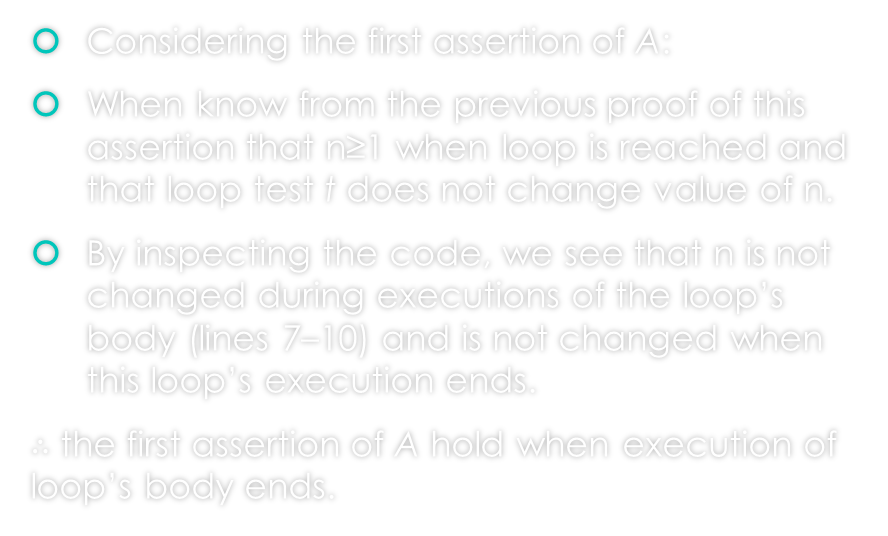 Considering the first assertion of A:
When know from the previous proof of this
assertion that n≥1 when loop is reached and
that loop test t does not change value of n.
By inspecting the code, we see that n is not
changed during executions of the loop's
body (lines 7–10) and is not changed when
this loop's execution ends.
∴ the first assertion of A hold when execution of
loop's body ends.